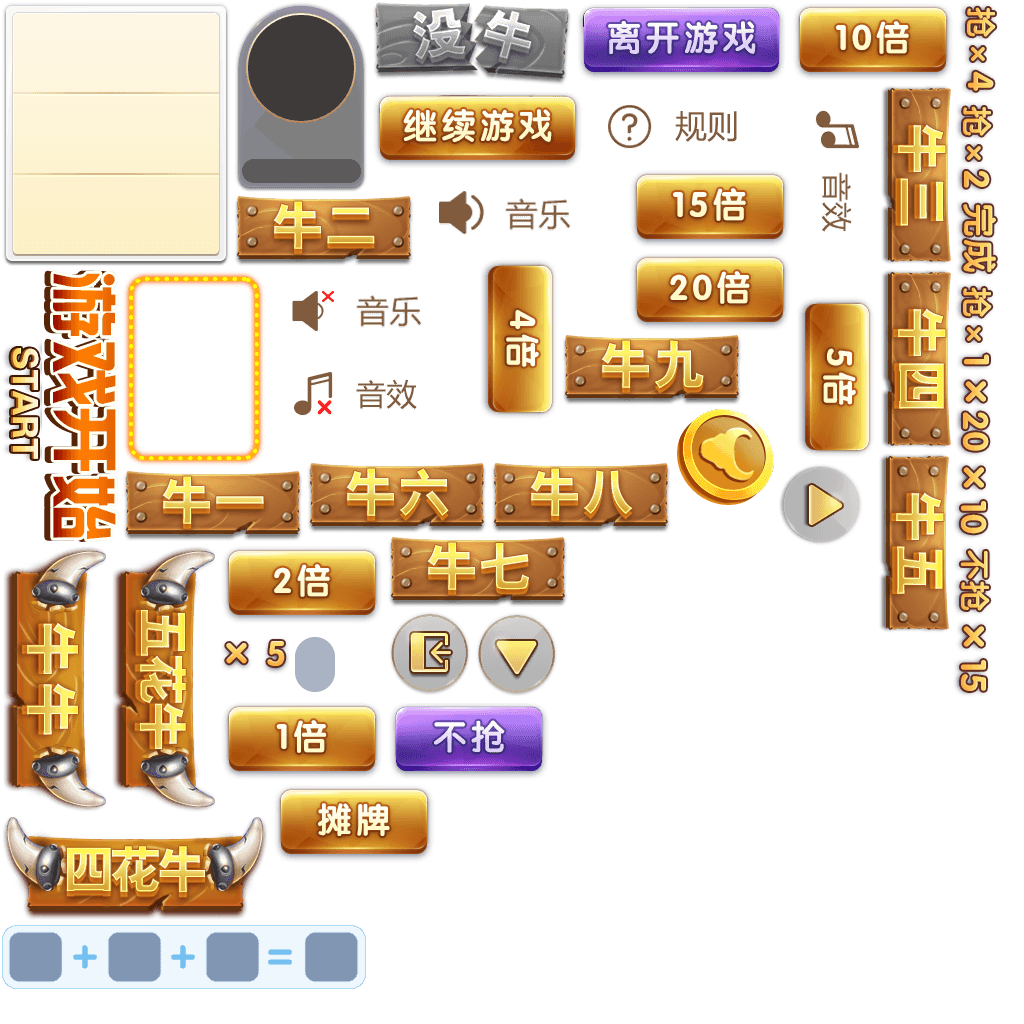 没牛
离开游戏
10倍
继续游戏
规则
牛二
音乐
15倍
音效
牛三
抢×4
抢×2
完成
抢×1
×20
×10
不抢
×15
游戏开始
START
音乐
20倍
4倍
牛九
5倍
牛四
音效
牛一
牛六
牛八
牛五
牛七
2倍
牛牛
五花牛
×5
1倍
不抢
摊牌
四花牛
+ + =